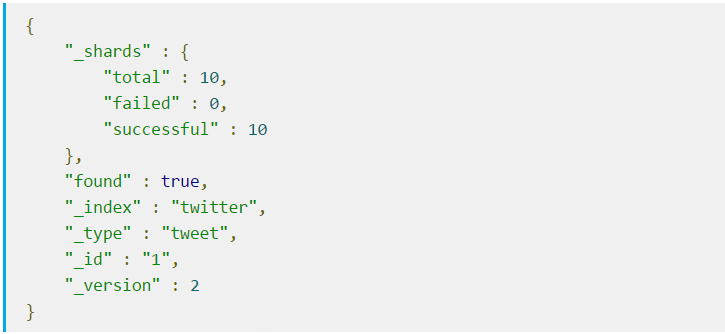 {
    "_shards" : {
        "total" : 10,
        "failed" : 0,
        "successful" : 10
    },
    "found" : true,
    "_index" : "twitter",
    "_type" : "tweet",
    "_id" : "1",
    "_version" : 2
}